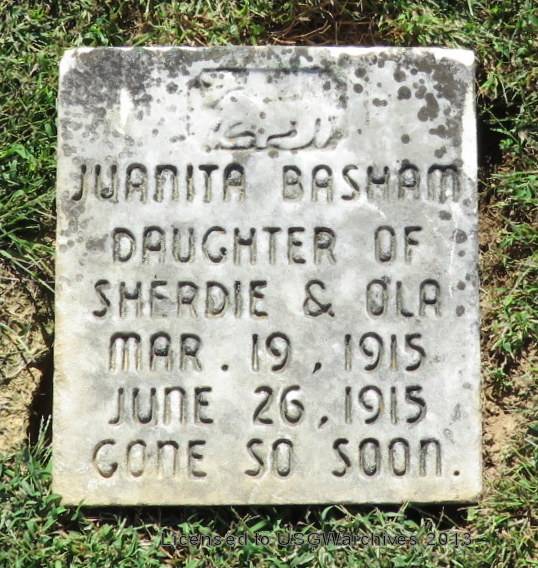 JUANITA BASHAM
DAUGHTER OF
SHERDIE & OLA
MAR. 19, 1915
JUNE 26, 1915
GONE SO SOON.
Licensed to USGWarchives 2013